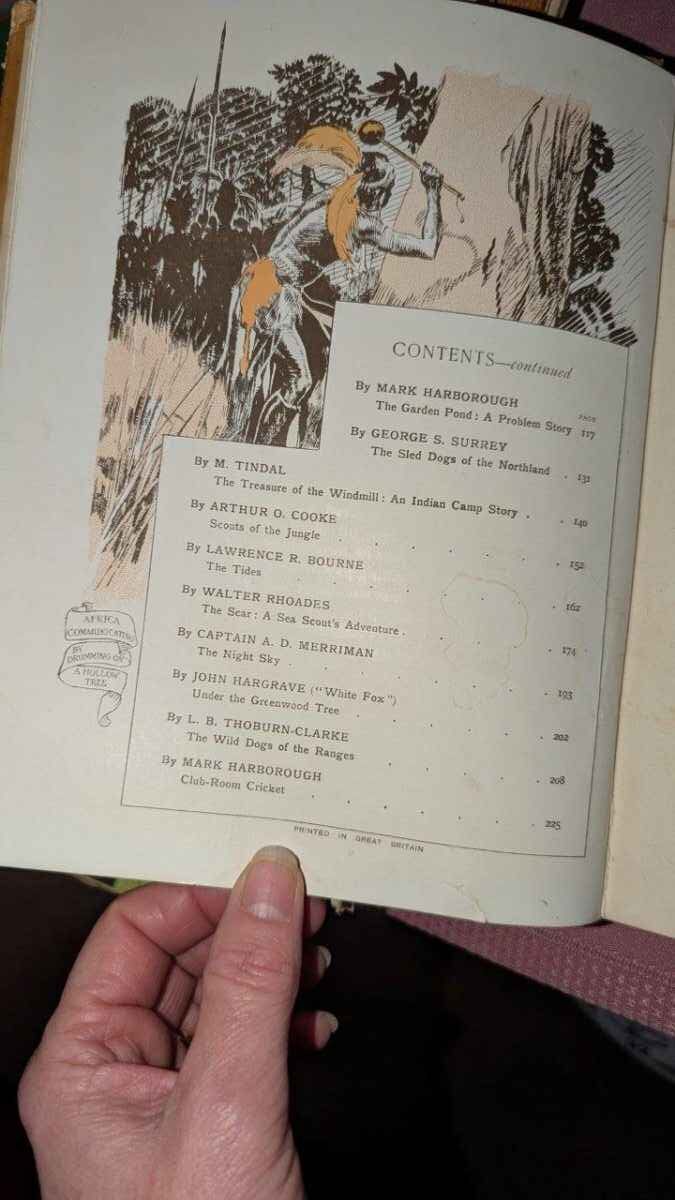 CONTENTS—continued
By MARK HARBOROUGH
PAGE
The Garden Pond : A Problem Story 117
By GEORGE S. SURREY
The Sled Dogs of the Northland . 131
By M. TINDAL
The Treasure of the Windmill : An Indian Camp Story . . 140
By ARTHUR O. COOKE
Scouts of the Jungle . . . . . . 152
By LAWRENCE R. BOURNE
The Tides . . . . . . 162
By WALTER RHOADES
The Scar : A Sea Scout's Adventure . . . . . 174
By CAPTAIN A. D. MERRIMAN
The Night Sky . . . . . . 193
By JOHN HARGRAVE ("White Fox")
Under the Greenwood Tree . . . . . . 202
By L. B. THOBURN-CLARKE
The Wild Dogs of the Ranges . . . . . 208
By MARK HARBOROUGH
Club-Room Cricket . . . . . . 225
AFRICA
COMMUNICATING
BY
DRUMMING ON
A HOLLOW
TREE
PRINTED IN GREAT BRITAIN